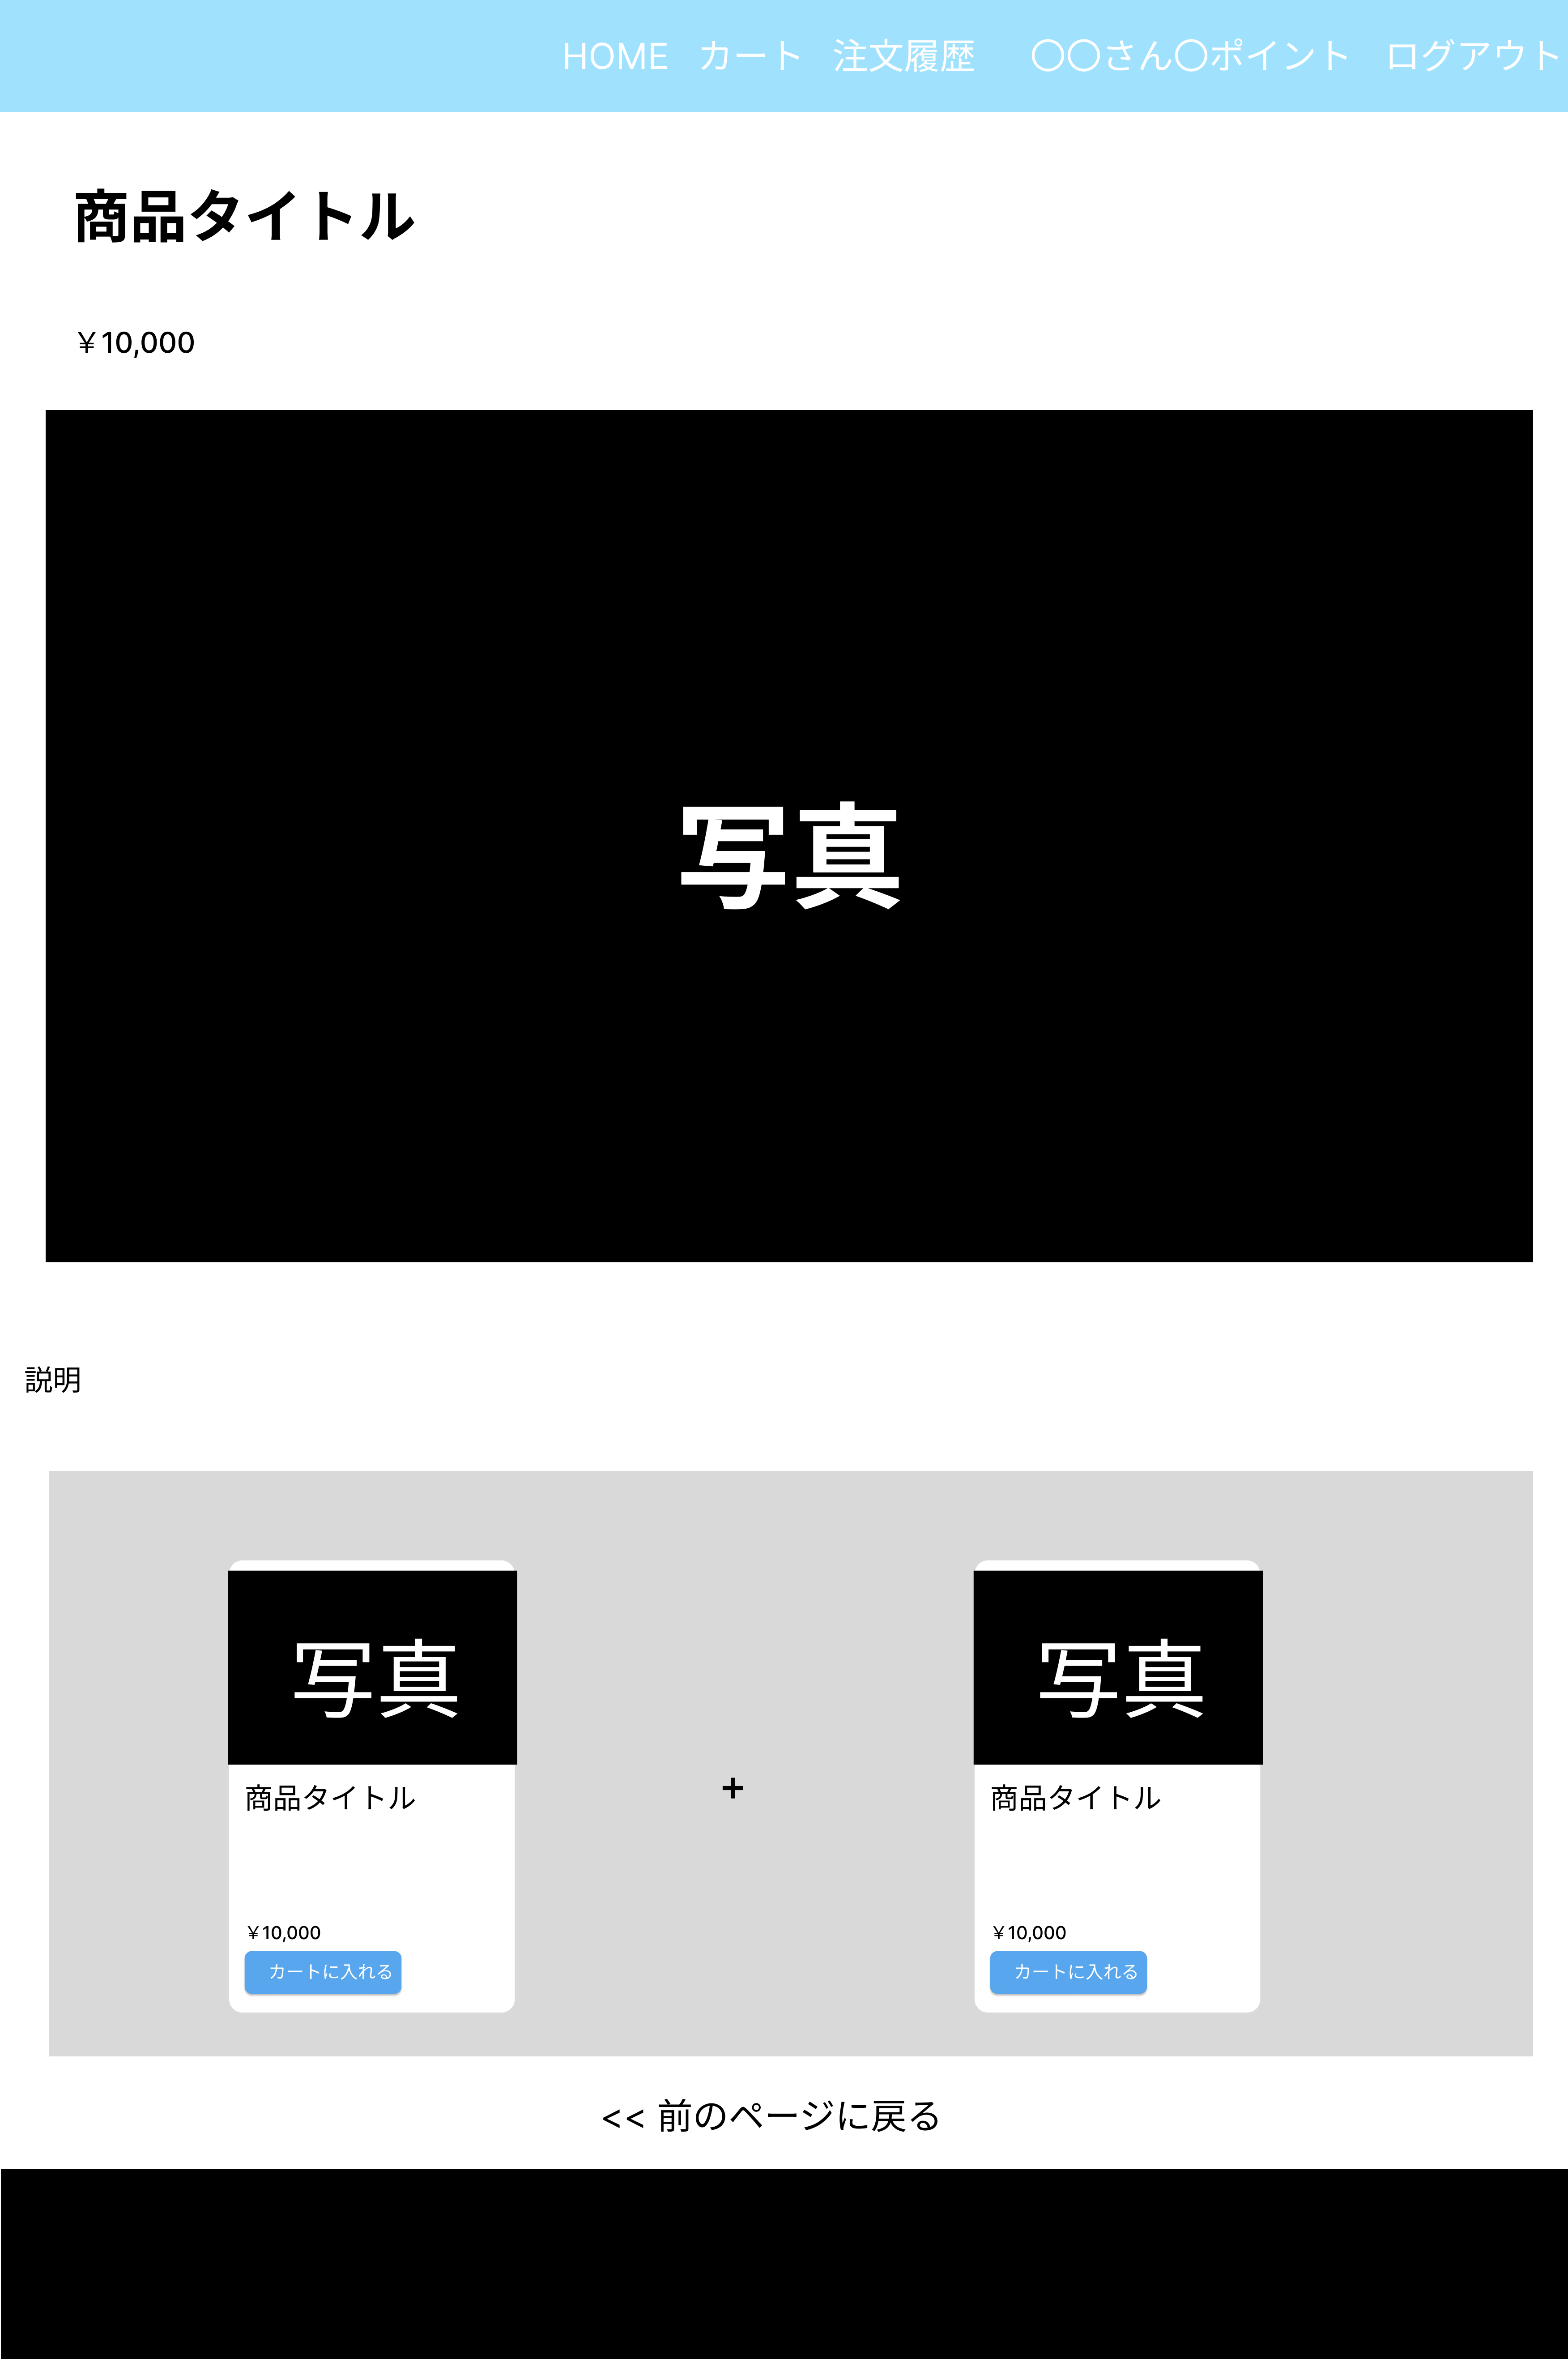 HOME カート 注文履歴 〇〇さん〇ポイント ログアウト
商品タイトル
￥10,000
写真
説明
写真
商品タイトル
￥10,000
カートに入れる
+
写真
商品タイトル
￥10,000
カートに入れる
<< 前のページに戻る